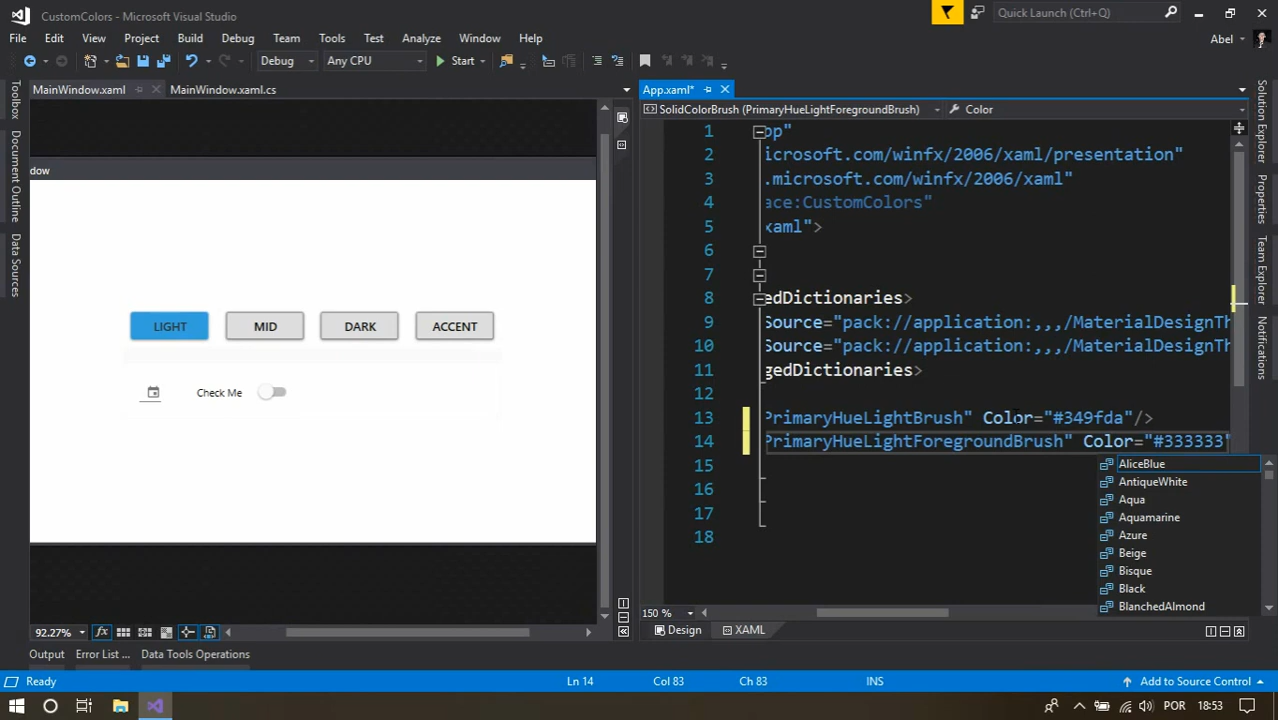 CustomColors - Microsoft Visual Studio
Quick Launch (Ctrl+Q)
File Edit View Project Build Debug Team Tools Test Analyze Window Help
Abel
Debug Any CPU Start
MainWindow.xaml MainWindow.xaml.cs
App.xaml*
SolidColorBrush (PrimaryHueLightForegroundBrush) Color
Toolbox
Document Outline
Data Sources
dow
LIGHT MID DARK ACCENT
Check Me
1 pp"
2 icrosoft.com/winfx/2006/xaml/presentation"
3 .microsoft.com/winfx/2006/xaml"
4 ace:CustomColors"
5 xaml">
6
7
8 edDictionaries>
9 Source="pack://application:,,,/MaterialDesignTh
10 Source="pack://application:,,,/MaterialDesignTh
11 gedDictionaries>
12
13 PrimaryHueLightBrush" Color="#349fda"/>
14 PrimaryHueLightForegroundBrush" Color="#333333"
15
16
17
18
AliceBlue
AntiqueWhite
Aqua
Aquamarine
Azure
Beige
Bisque
Black
BlanchedAlmond
Solution Explorer
Properties
Team Explorer
Notifications
92.27% fx
150 %
Design XAML
Output Error List ... Data Tools Operations
Ready Ln 14 Col 83 Ch 83 INS Add to Source Control
POR 18:53